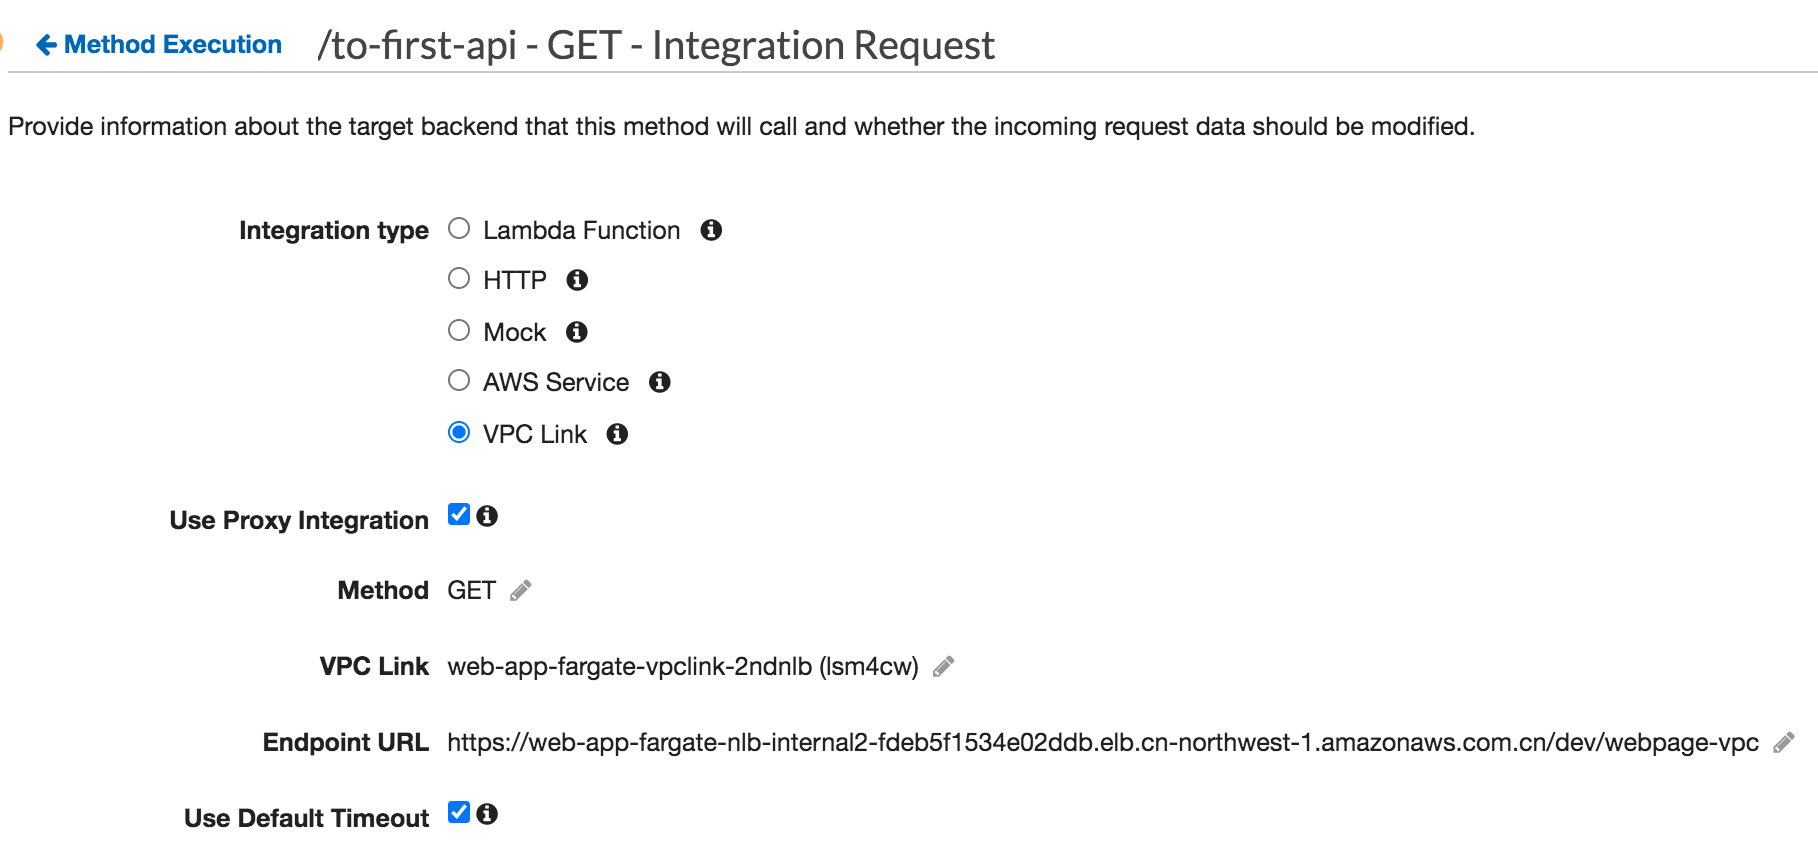 Method Execution /to-first-api - GET - Integration Request
Provide information about the target backend that this method will call and whether the incoming request data should be modified.
Integration type Lambda Function
HTTP
Mock
AWS Service
VPC Link
Use Proxy Integration
Method GET
VPC Link web-app-fargate-vpclink-2ndnlb (lsm4cw)
Endpoint URL https://web-app-fargate-nlb-internal2-fdeb5f1534e02ddb.elb.cn-northwest-1.amazonaws.com.cn/dev/webpage-vpc
Use Default Timeout